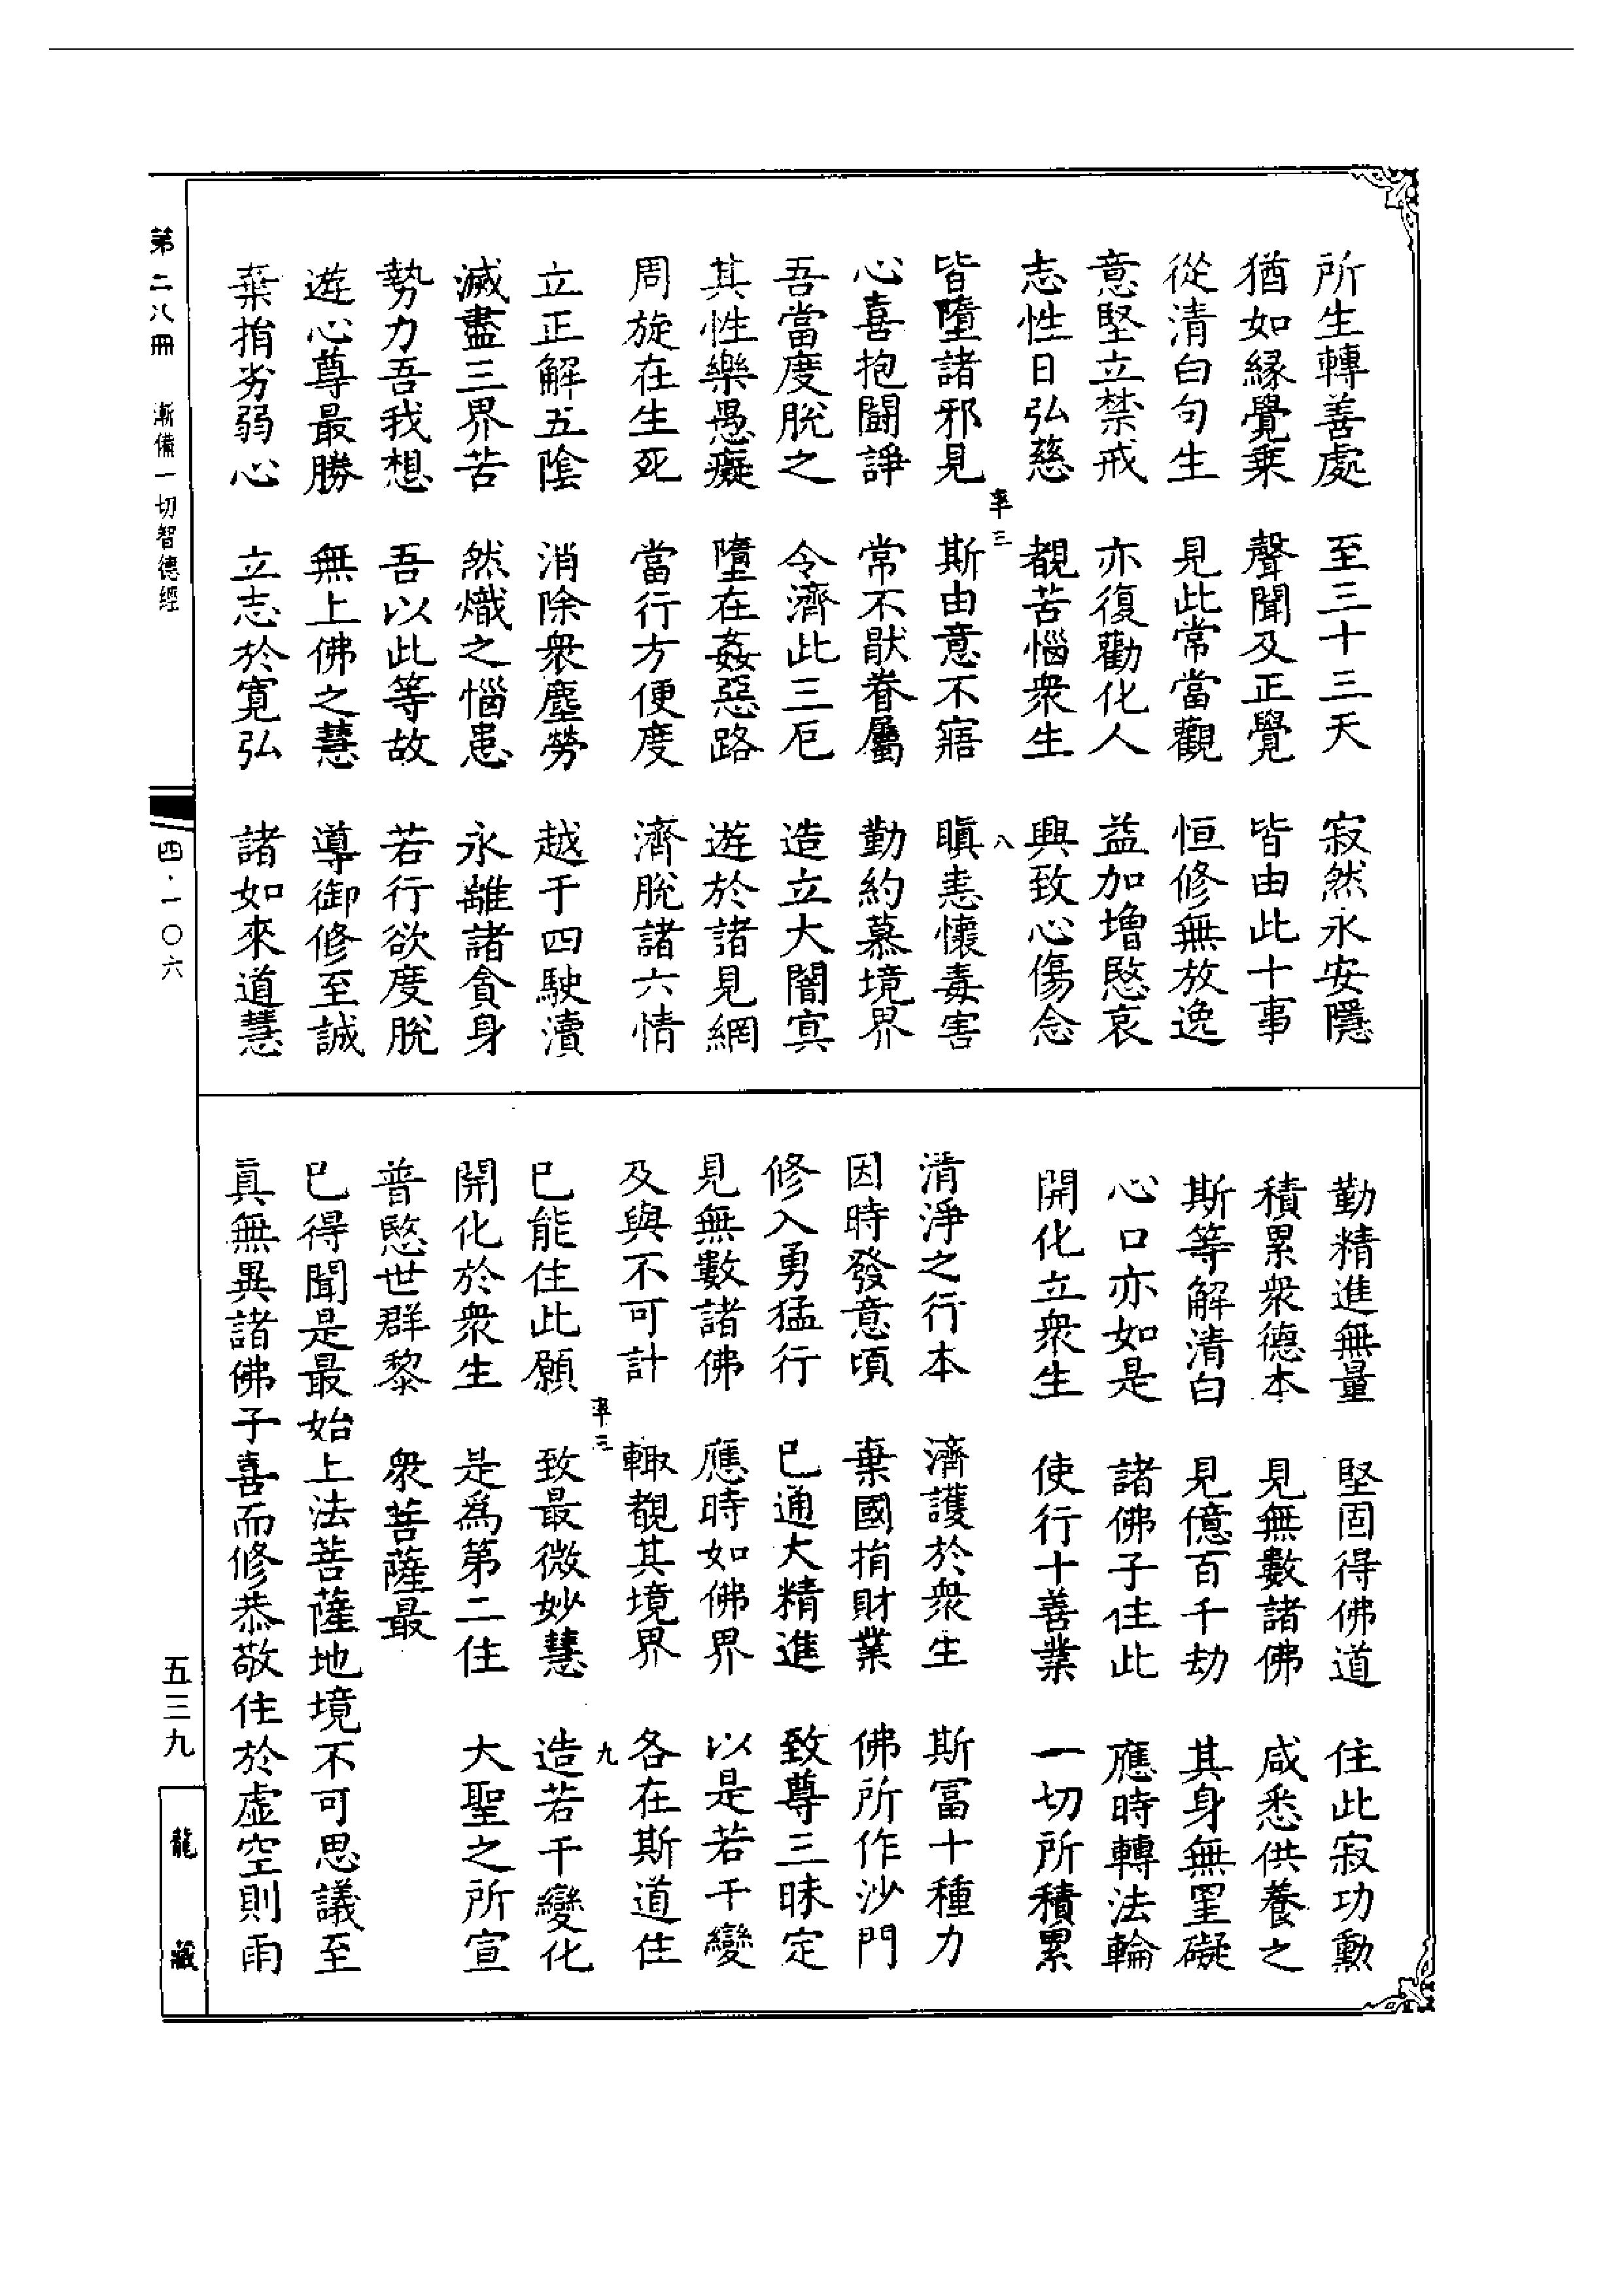 所生轉善處　至三十三天　寂然永安隱
猶如緣覺乗　聲聞及正覺　皆由此十事
從清白句生　見此常當觀　恒修無放逸
意堅立禁戒　亦復勸化人　益加增愍哀
志性日弘慈　覩苦惱衆生　興致心傷念
率三　八
皆墮諸邪見　斯由意不寤　瞋恚懷毒害
心喜抱鬪諍　常不厭眷屬　勤約慕境界
吾當度脫之　令濟此三厄　造立大闇冥
其性樂愚癡　墮在姦惡路　遊於諸見網
周旋在生死　當行方便度　濟脫諸六情
立正解五陰　消除衆塵勞　越于四駛瀆
滅盡三界苦　然熾之惱患　永離諸貪身
勢力吾我想　吾以此等故　若行欲度脫
遊心尊最勝　無上佛之慧　導御修至誠
棄捐劣弱心　立志於寬弘　諸如來道慧
勤精進無量　堅固得佛道　住此寂功勳
積累衆德本　見無數諸佛　咸悉供養之
斯等解清白　見億百千劫　其身無罣礙
心口亦如是　諸佛子住此　應時轉法輪
開化立衆生　使行十善業　一切所積累
清淨之行本　濟護於衆生　斯冨十種力
因時發意頃　棄國捐財業　佛所作沙門
修入勇猛行　已通大精進　致尊三昧定
見無數諸佛　應時如佛界　以是若干變
及與不可計　輙覩其境界　各在斯道住
率三　九
已能住此願　致最微妙慧　造若干變化
開化於衆生　是爲第二住　大聖之所宣
普愍世群黎　衆菩薩最
已得聞是最始上法菩薩地境不可思議至
真無異諸佛子喜而修恭敬住於虛空則雨
第二八冊　漸備一切智德經
四·一〇六
五三九
龍藏